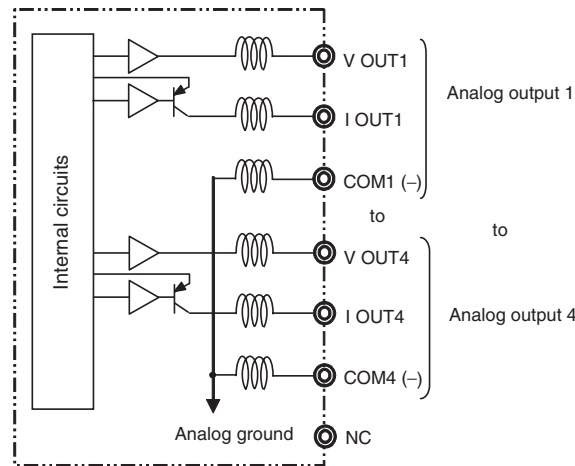 V OUT1
Analog output 1
I OUT1
COM1 (–)
to
to
Internal circuits
V OUT4
I OUT4
Analog output 4
COM4 (–)
Analog ground
NC